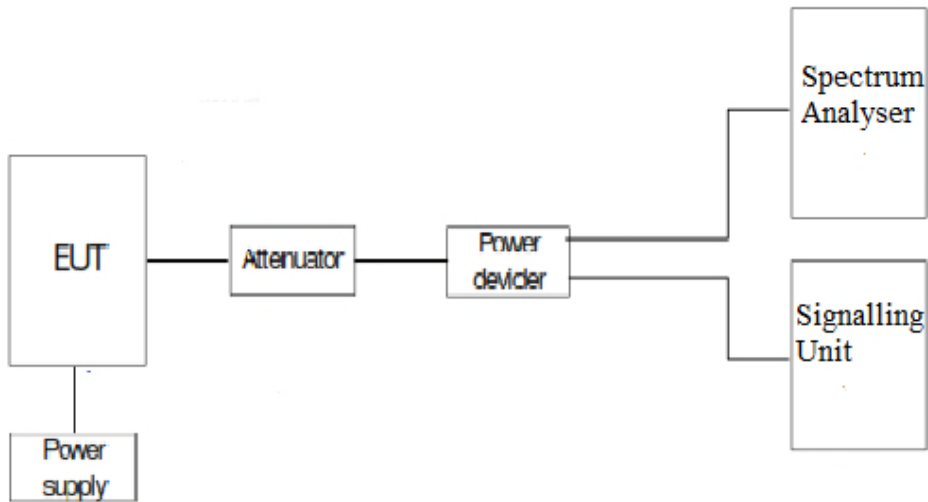 Spectrum
Analyser
EUT
Attenuator
Power
devider
Signalling
Unit
Power
supply